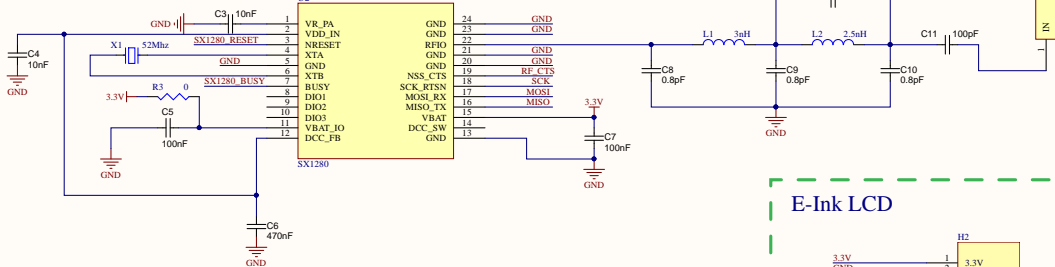 C3 10nF
GND
SX1280_RESET
C4
10nF
GND
X1 52Mhz
GND
SX1280_BUSY
R3 0
3.3V
C5
100nF
GND
C6
470nF
GND
1 VR_PA
2 VDD_IN
3 NRESET
4 XTA
5 GND
6 XTB
7 BUSY
8 DIO1
9 DIO2
10 DIO3
11 VBAT_IO
12 DCC_FB
GND 24 GND
GND 23 GND
RFIO 22
GND 21 GND
GND 20 GND
NSS_CTS 19 RF_CTS
SCK_RTSN 18 SCK
MOSI_RX 17 MOSI
MISO_TX 16 MISO
VBAT 15
DCC_SW 14
GND 13
SX1280
3.3V
C7
100nF
GND
L1 3nH
L2 2.5nH
C11 100pF
C8
0.8pF
C9
0.8pF
C10
0.8pF
GND
1
IN
E-Ink LCD
H2
3.3V 1 3.3V